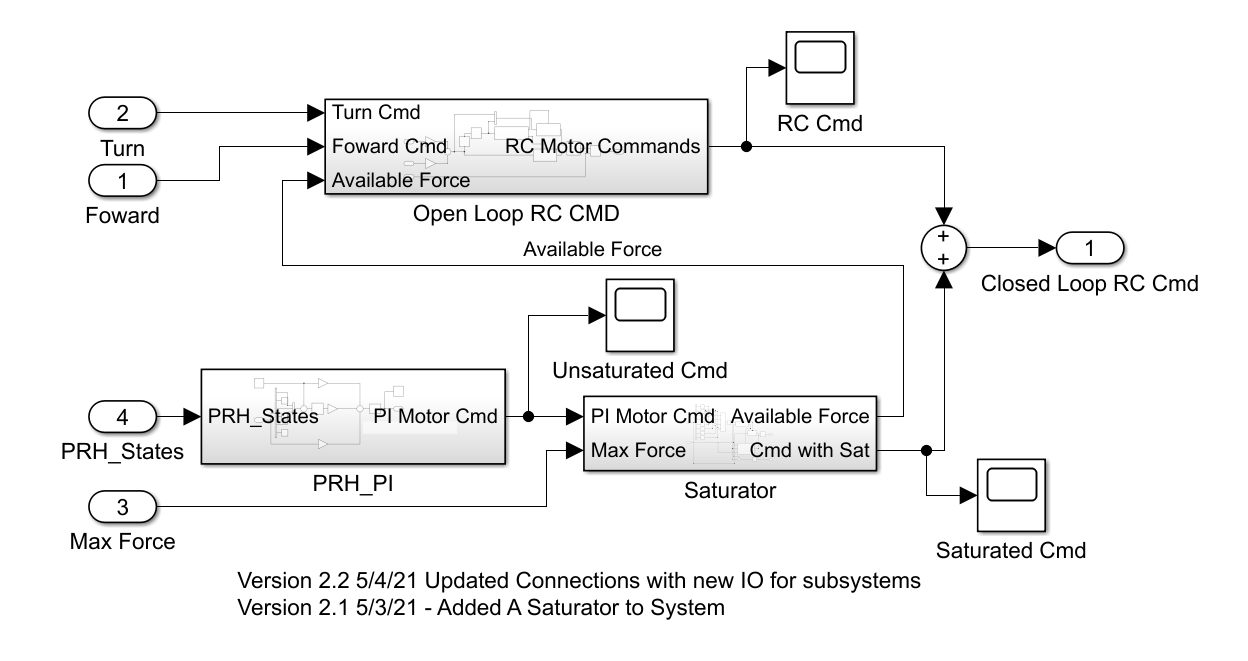 RC Cmd
2
Turn
1
Foward
Turn Cmd
Foward Cmd
Available Force
RC Motor Commands
Open Loop RC CMD
Available Force
+
+
1
Closed Loop RC Cmd
Unsaturated Cmd
4
PRH_States
PRH_States
PI Motor Cmd
PRH_PI
PI Motor Cmd
Max Force
Available Force
Cmd with Sat
Saturator
3
Max Force
Saturated Cmd
Version 2.2 5/4/21 Updated Connections with new IO for subsystems
Version 2.1 5/3/21 - Added A Saturator to System